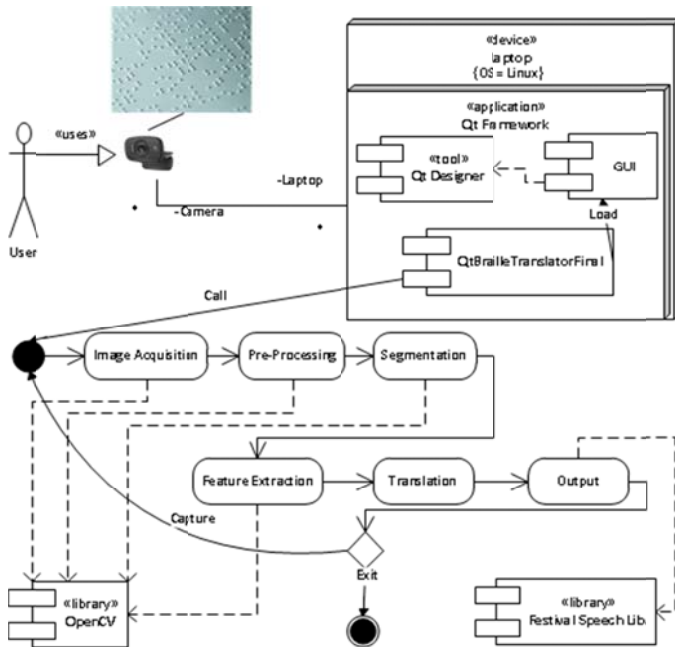 «device»
Laptop
{OS = Linux}
«application»
Qt Framework
«uses»
«tool»
Qt Designer
GUI
-Laptop
-Camera
Load
User
QtBrailleTranslatorFinal
Call
Image Acquisition
Pre-Processing
Segmentation
Feature Extraction
Translation
Output
Capture
Exit
«library»
OpenCV
«library»
Festival Speech Lib.